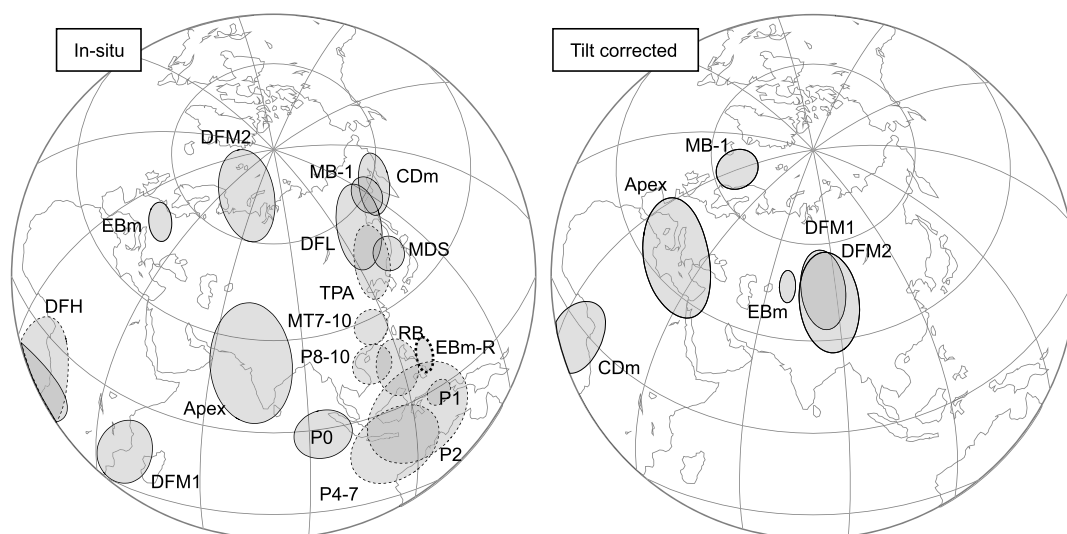 In-situ
DFM2
MB-1
CDm
EBm
DFL
MDS
TPA
DFH
MT7-10
RB
EBm-R
P8-10
P1
Apex
P0
P2
DFM1
P4-7
Tilt corrected
MB-1
Apex
DFM1
DFM2
EBm
CDm